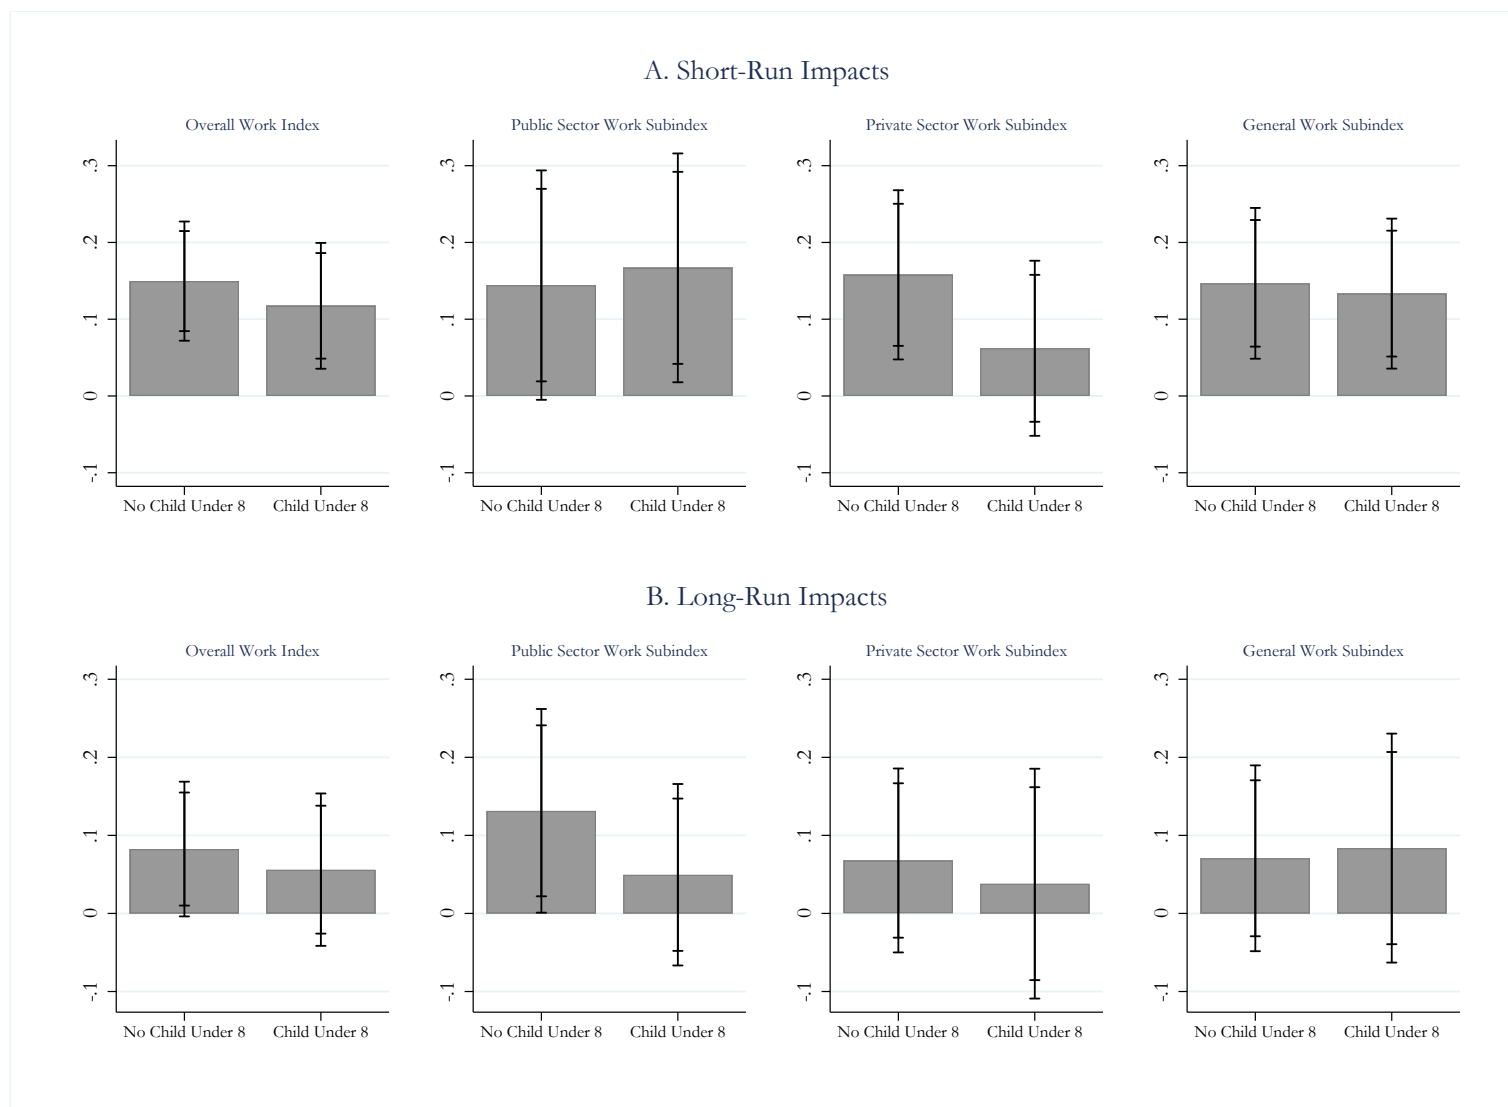 A. Short-Run Impacts
Overall Work Index
.3
.2
.1
0
-.1
No Child Under 8 Child Under 8
Public Sector Work Subindex
.3
.2
.1
0
-.1
No Child Under 8 Child Under 8
Private Sector Work Subindex
.3
.2
.1
0
-.1
No Child Under 8 Child Under 8
General Work Subindex
.3
.2
.1
0
-.1
No Child Under 8 Child Under 8
B. Long-Run Impacts
Overall Work Index
.3
.2
.1
0
-.1
No Child Under 8 Child Under 8
Public Sector Work Subindex
.3
.2
.1
0
-.1
No Child Under 8 Child Under 8
Private Sector Work Subindex
.3
.2
.1
0
-.1
No Child Under 8 Child Under 8
General Work Subindex
.3
.2
.1
0
-.1
No Child Under 8 Child Under 8